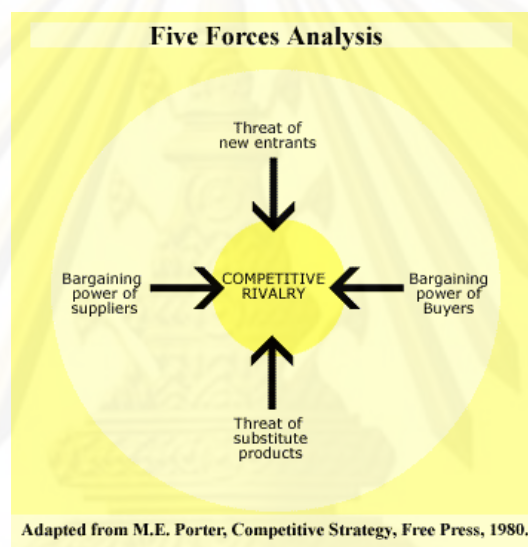 Five Forces Analysis
Threat of
new entrants
Bargaining
power of
suppliers
COMPETITIVE
RIVALRY
Bargaining
power of
Buyers
Threat of
substitute
products
Adapted from M.E. Porter, Competitive Strategy, Free Press, 1980.